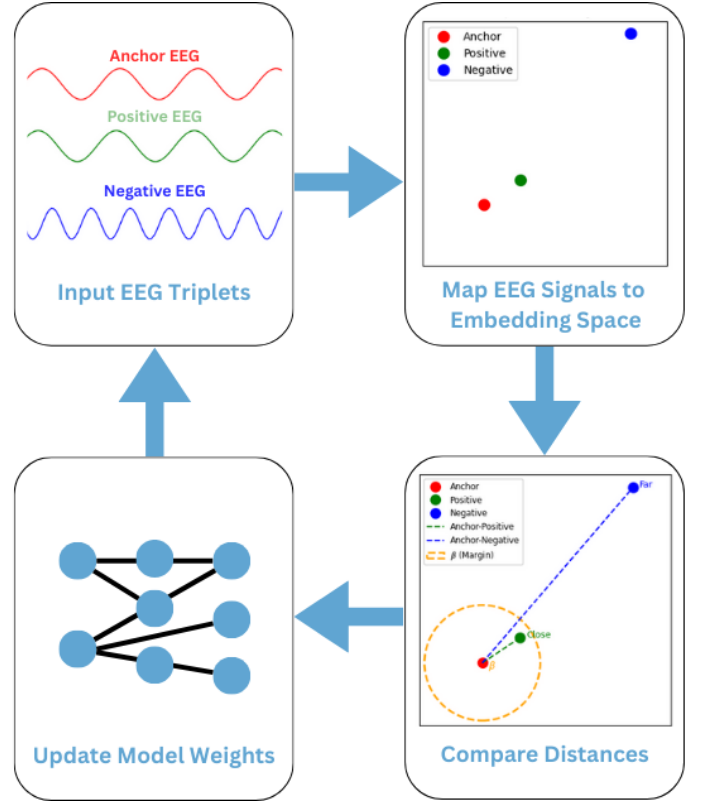 Anchor EEG
Positive EEG
Negative EEG
Input EEG Triplets
Anchor
Positive
Negative
Map EEG Signals to
Embedding Space
Anchor
Positive
Negative
Anchor-Positive
Anchor-Negative
β (Margin)
Far
Close
β
Compare Distances
Update Model Weights